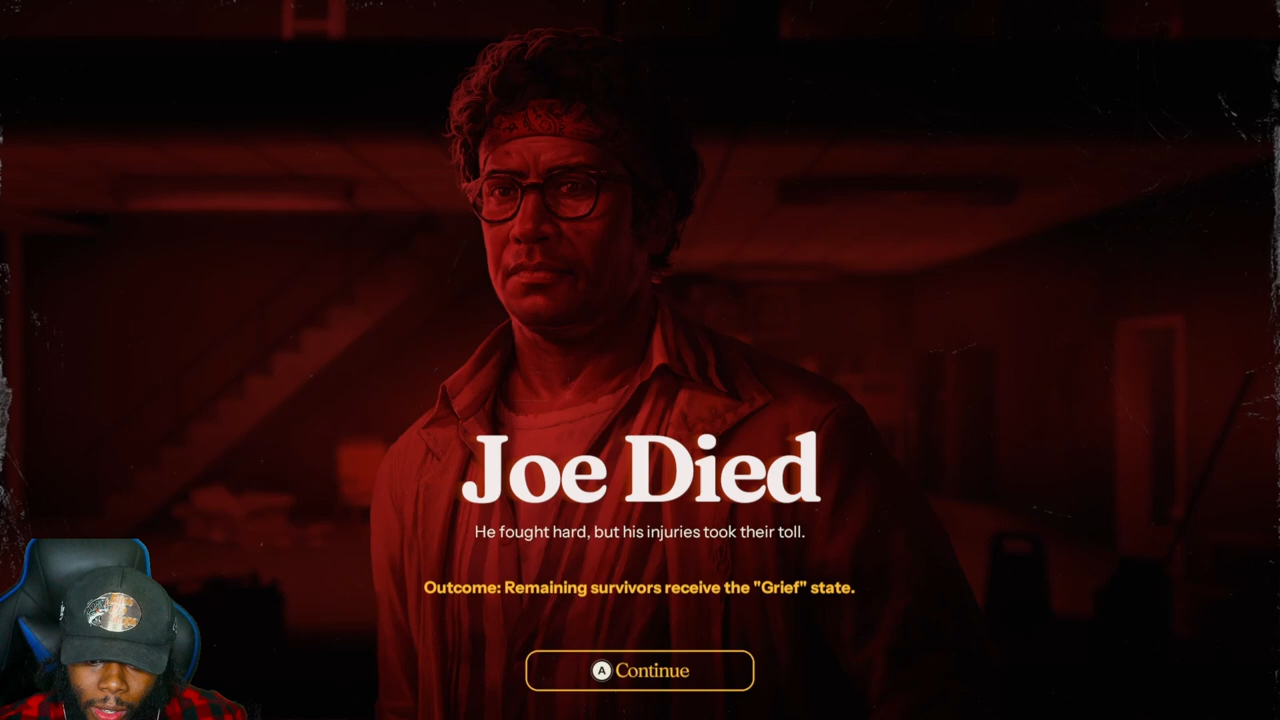 Joe Died
He fought hard, but his injuries took their toll.
Outcome: Remaining survivors receive the "Grief" state.
A Continue